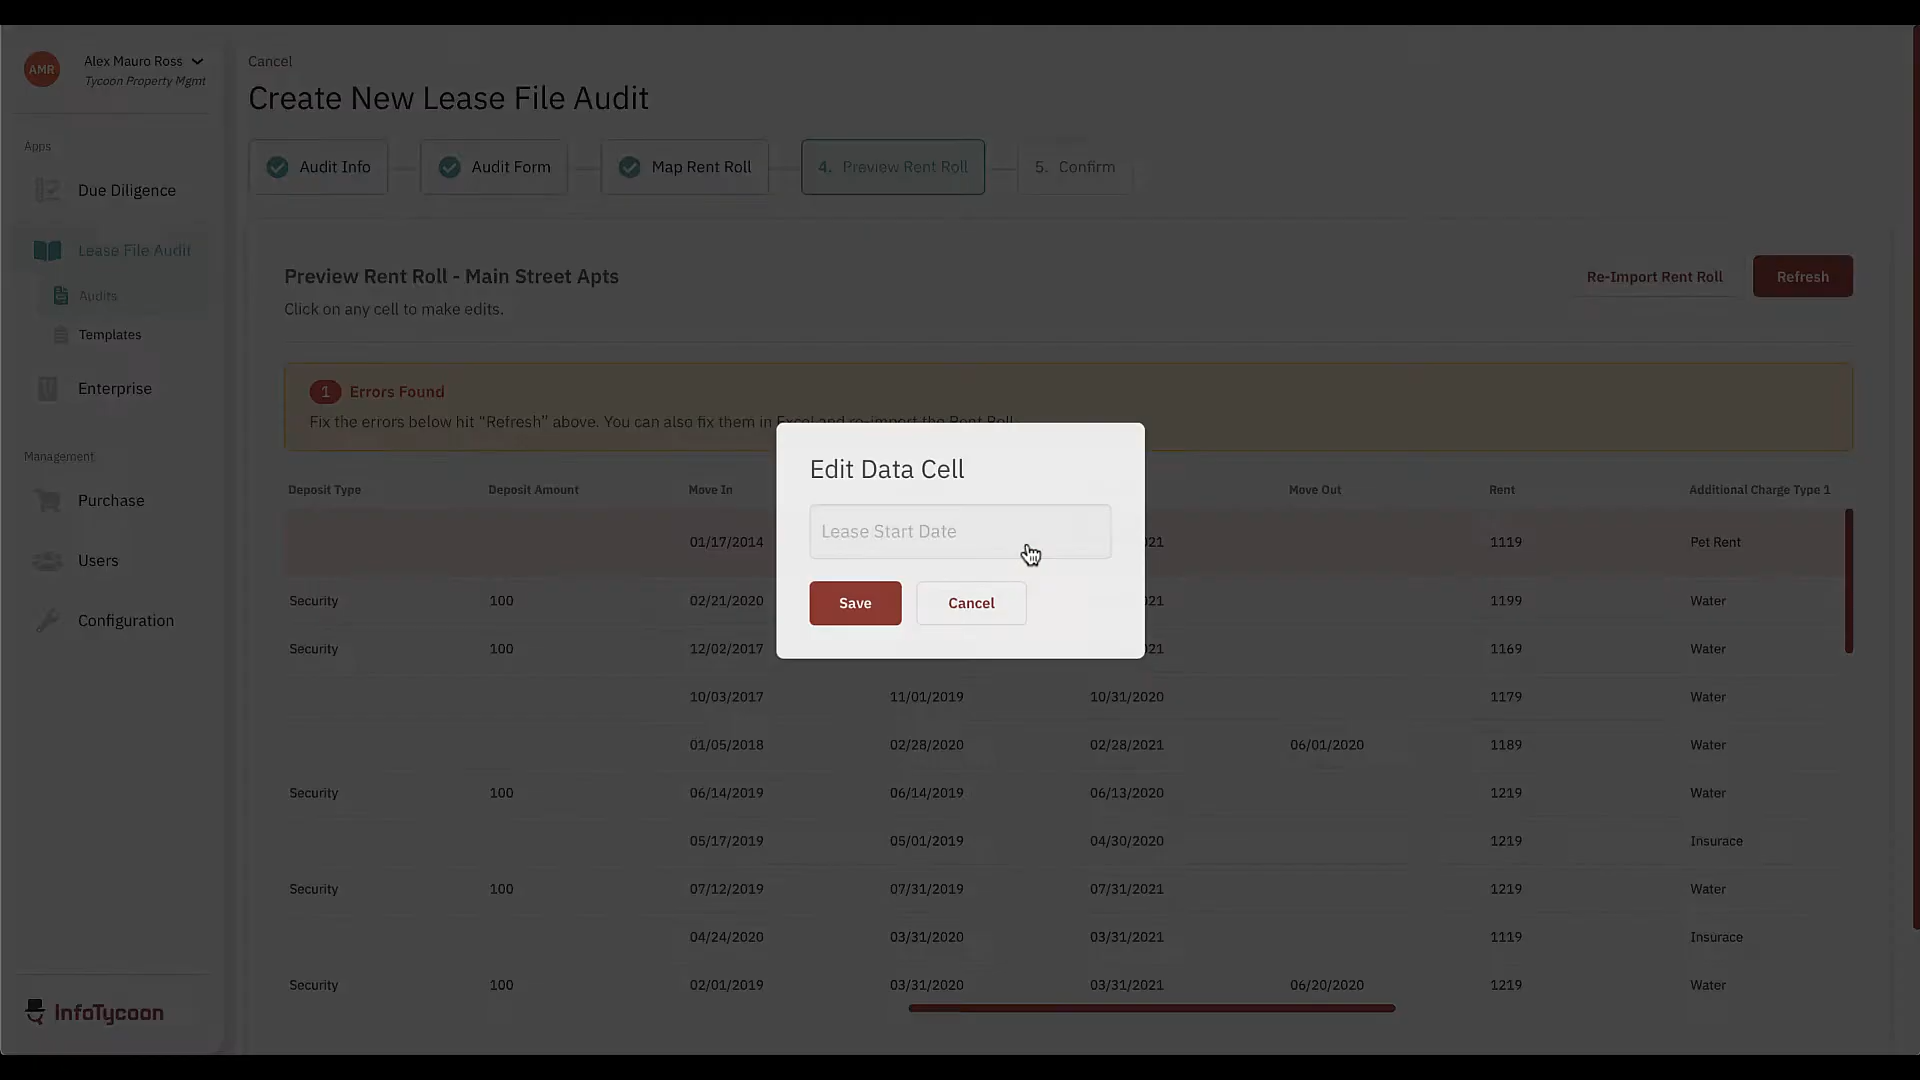 AMR
Alex Mauro Ross
Tycoon Property Mgmt
Apps
Due Diligence
Lease File Audit
Audits
Templates
Enterprise
Management
Purchase
Users
Configuration
InfoTycoon
Cancel
Create New Lease File Audit
Audit Info
Audit Form
Map Rent Roll
4. Preview Rent Roll
5. Confirm
Preview Rent Roll - Main Street Apts
Click on any cell to make edits.
Re-Import Rent Roll
Refresh
1 Errors Found
Fix the errors below hit “Refresh” above. You can also fix them in Excel and re-import the Rent Roll.
Edit Data Cell
Lease Start Date
Save
Cancel
Deposit Type Deposit Amount Move In Move Out Rent Additional Charge Type 1
01/17/2014 21 1119 Pet Rent
Security 100 02/21/2020 21 1199 Water
Security 100 12/02/2017 21 1169 Water
10/03/2017 11/01/2019 10/31/2020 1179 Water
01/05/2018 02/28/2020 02/28/2021 06/01/2020 1189 Water
Security 100 06/14/2019 06/14/2019 06/13/2020 1219 Water
05/17/2019 05/01/2019 04/30/2020 1219 Insurace
Security 100 07/12/2019 07/31/2019 07/31/2021 1219 Water
04/24/2020 03/31/2020 03/31/2021 1119 Insurace
Security 100 02/01/2019 03/31/2020 03/31/2021 06/20/2020 1219 Water